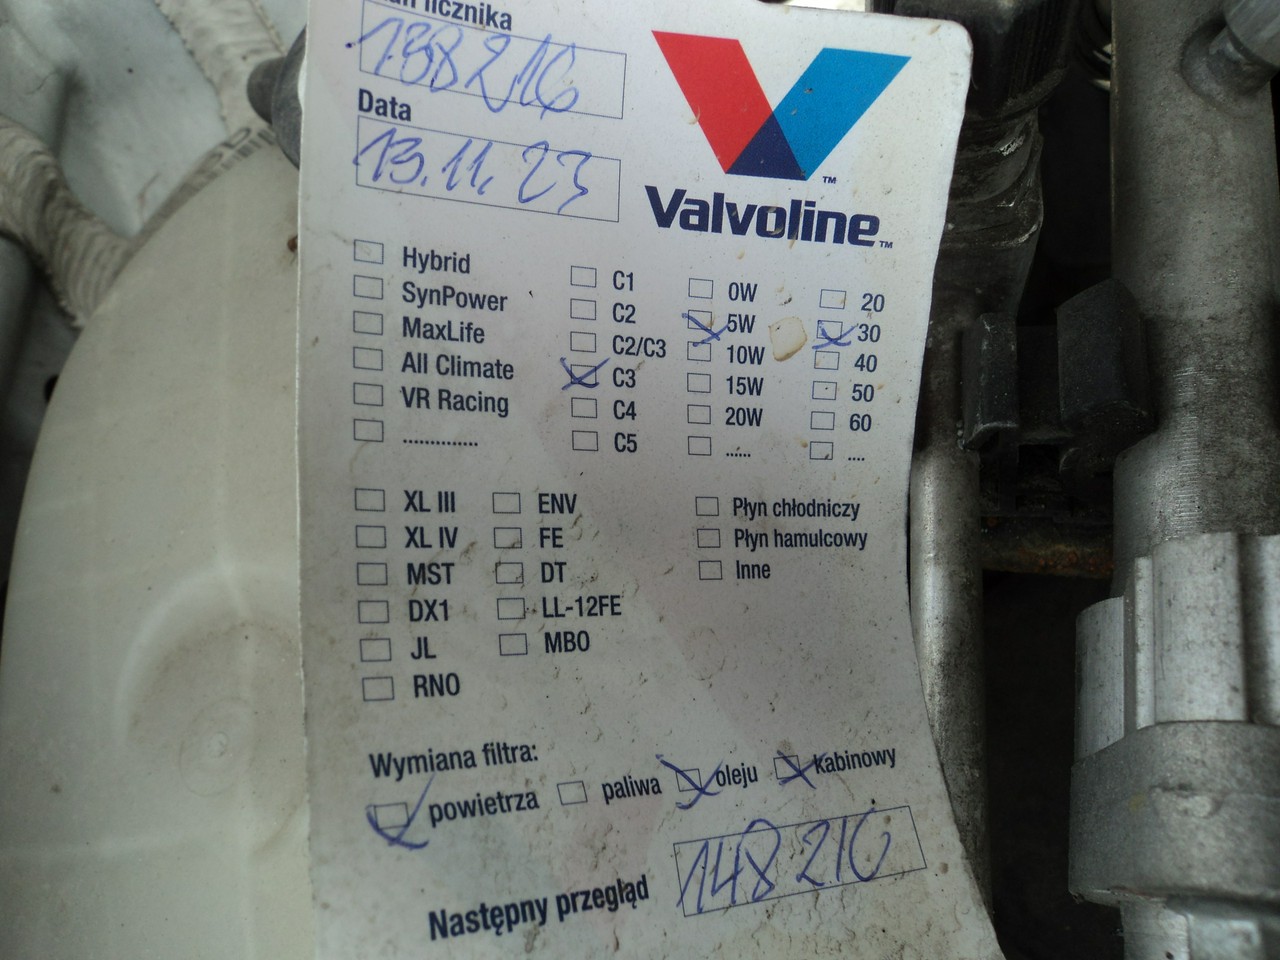 licznika
138216
Data
13.11.23
Valvoline™
Hybrid
SynPower
MaxLife
All Climate
VR Racing
..............
C1
C2
C2/C3
C3
C4
C5
0W
5W
10W
15W
20W
......
20
30
40
50
60
....
XL III
XL IV
MST
DX1
JL
RNO
ENV
FE
DT
LL-12FE
MBO
Płyn chłodniczy
Płyn hamulcowy
Inne
Wymiana filtra:
powietrza paliwa oleju kabinowy
Następny przegląd 148216